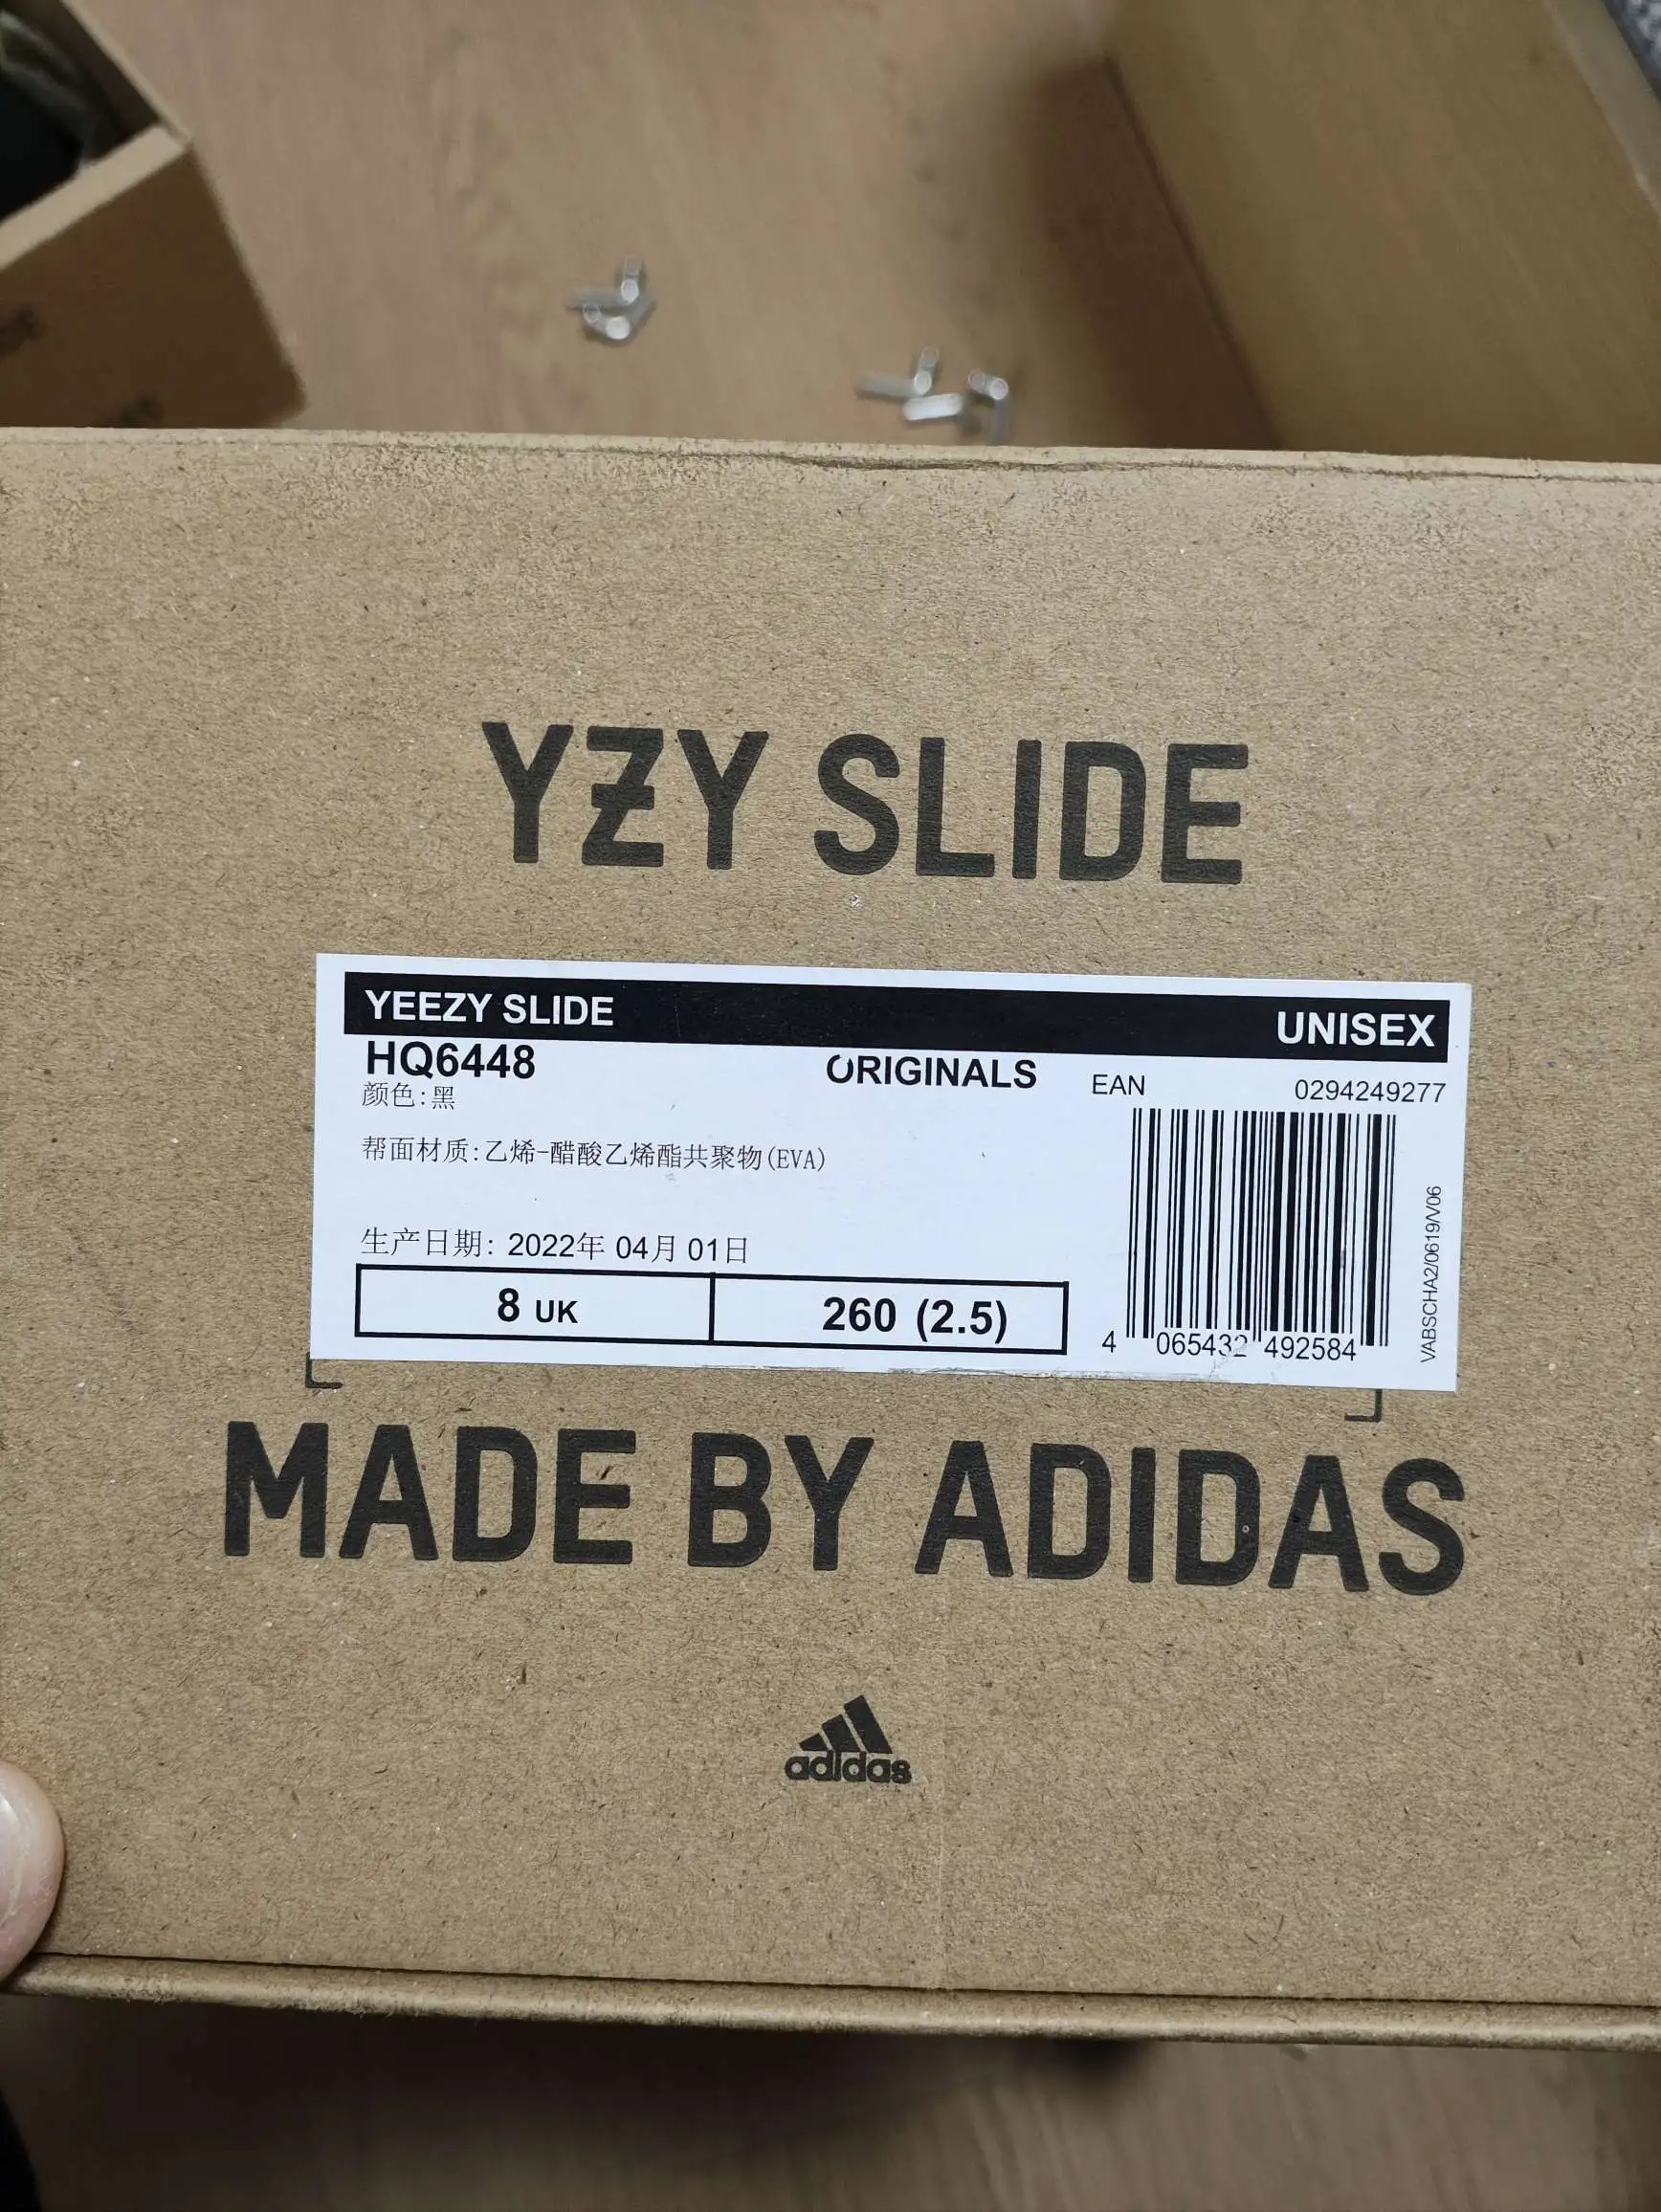 YZY SLIDE
YEEZY SLIDE UNISEX
HQ6448 ORIGINALS EAN 0294249277
颜色:黑
帮面材质:乙烯-醋酸乙烯酯共聚物(EVA)
生产日期: 2022年 04月 01日
8 UK 260 (2.5)
4 065432 492584
VABSCHA2/0619/V06
MADE BY ADIDAS
adidas